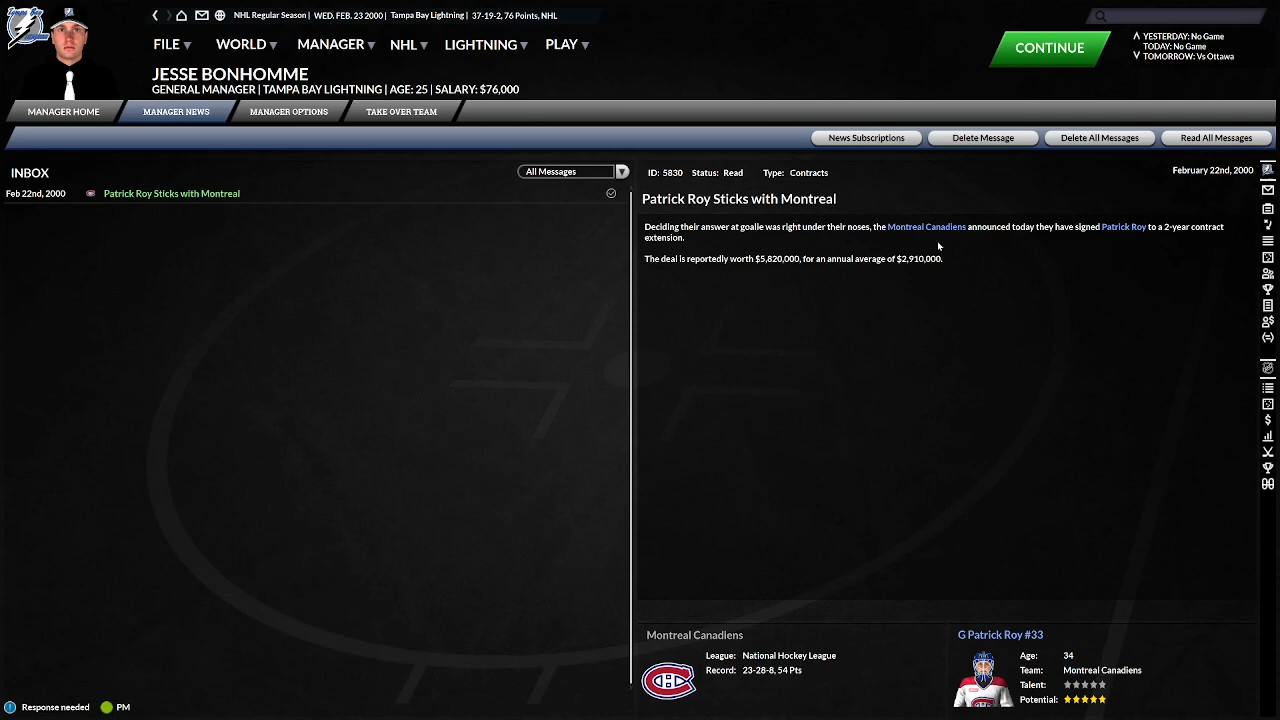 NHL Regular Season | WED. FEB. 23 2000 | Tampa Bay Lightning | 37-19-2, 76 Points, NHL
FILE WORLD MANAGER NHL LIGHTNING PLAY
CONTINUE
YESTERDAY: No Game
TODAY: No Game
TOMORROW: Vs Ottawa
JESSE BONHOMME
GENERAL MANAGER | TAMPA BAY LIGHTNING | AGE: 25 | SALARY: $76,000
MANAGER HOME MANAGER NEWS MANAGER OPTIONS TAKE OVER TEAM
News Subscriptions Delete Message Delete All Messages Read All Messages
INBOX
All Messages
Feb 22nd, 2000 Patrick Roy Sticks with Montreal
ID: 5830 Status: Read Type: Contracts
February 22nd, 2000
Patrick Roy Sticks with Montreal
Deciding their answer at goalie was right under their noses, the Montreal Canadiens announced today they have signed Patrick Roy to a 2-year contract
extension.
The deal is reportedly worth $5,820,000, for an annual average of $2,910,000.
Montreal Canadiens
League: National Hockey League
Record: 23-28-8, 54 Pts
G Patrick Roy #33
Age: 34
Team: Montreal Canadiens
Talent:
Potential:
Response needed PM